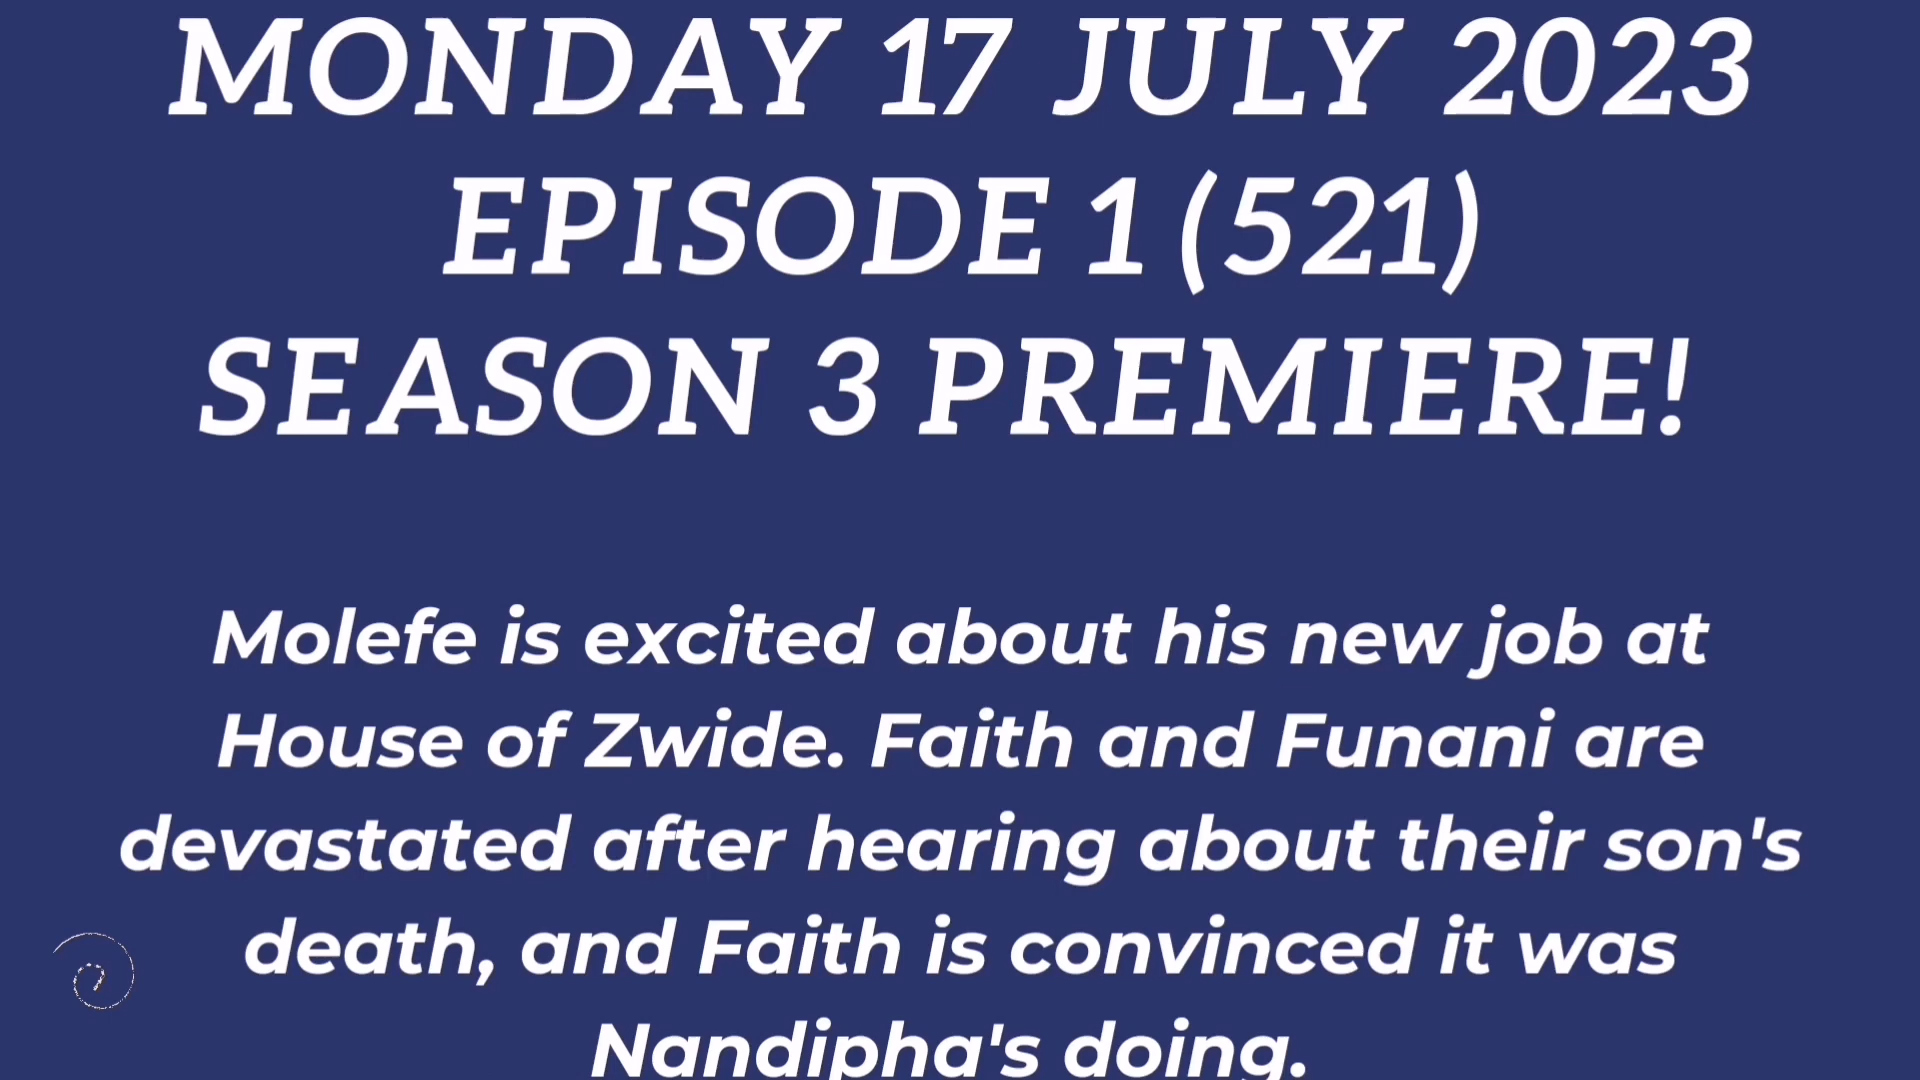 MONDAY 17 JULY 2023
EPISODE 1 (521)
SEASON 3 PREMIERE!
Molefe is excited about his new job at
House of Zwide. Faith and Funani are
devastated after hearing about their son's
death, and Faith is convinced it was
Nandipha's doing.